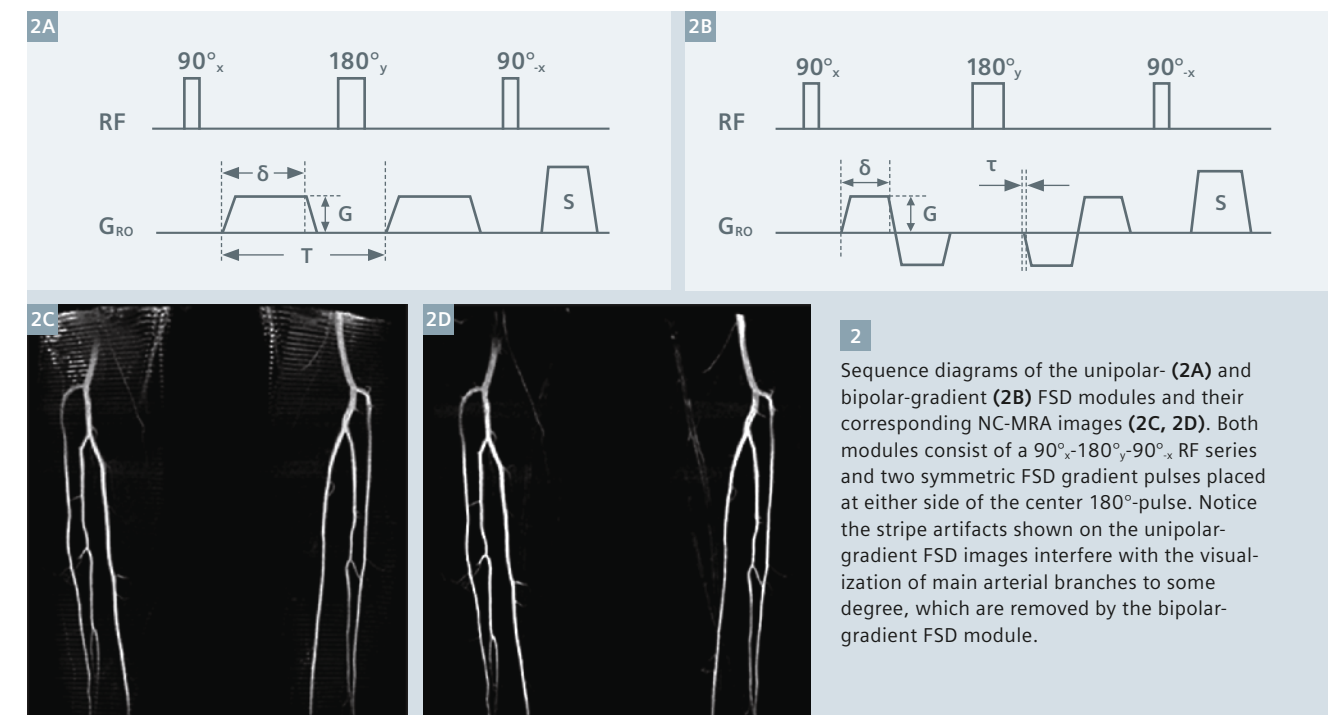 2A
90°x 180°y 90°-x
RF
δ
G
GRO
T
S
2B
90°x 180°y 90°-x
RF
δ
τ
G
GRO
S
2C
2D
2
Sequence diagrams of the unipolar- (2A) and
bipolar-gradient (2B) FSD modules and their
corresponding NC-MRA images (2C, 2D). Both
modules consist of a 90°x-180°y-90°-x RF series
and two symmetric FSD gradient pulses placed
at either side of the center 180°-pulse. Notice
the stripe artifacts shown on the unipolar-
gradient FSD images interfere with the visual-
ization of main arterial branches to some
degree, which are removed by the bipolar-
gradient FSD module.